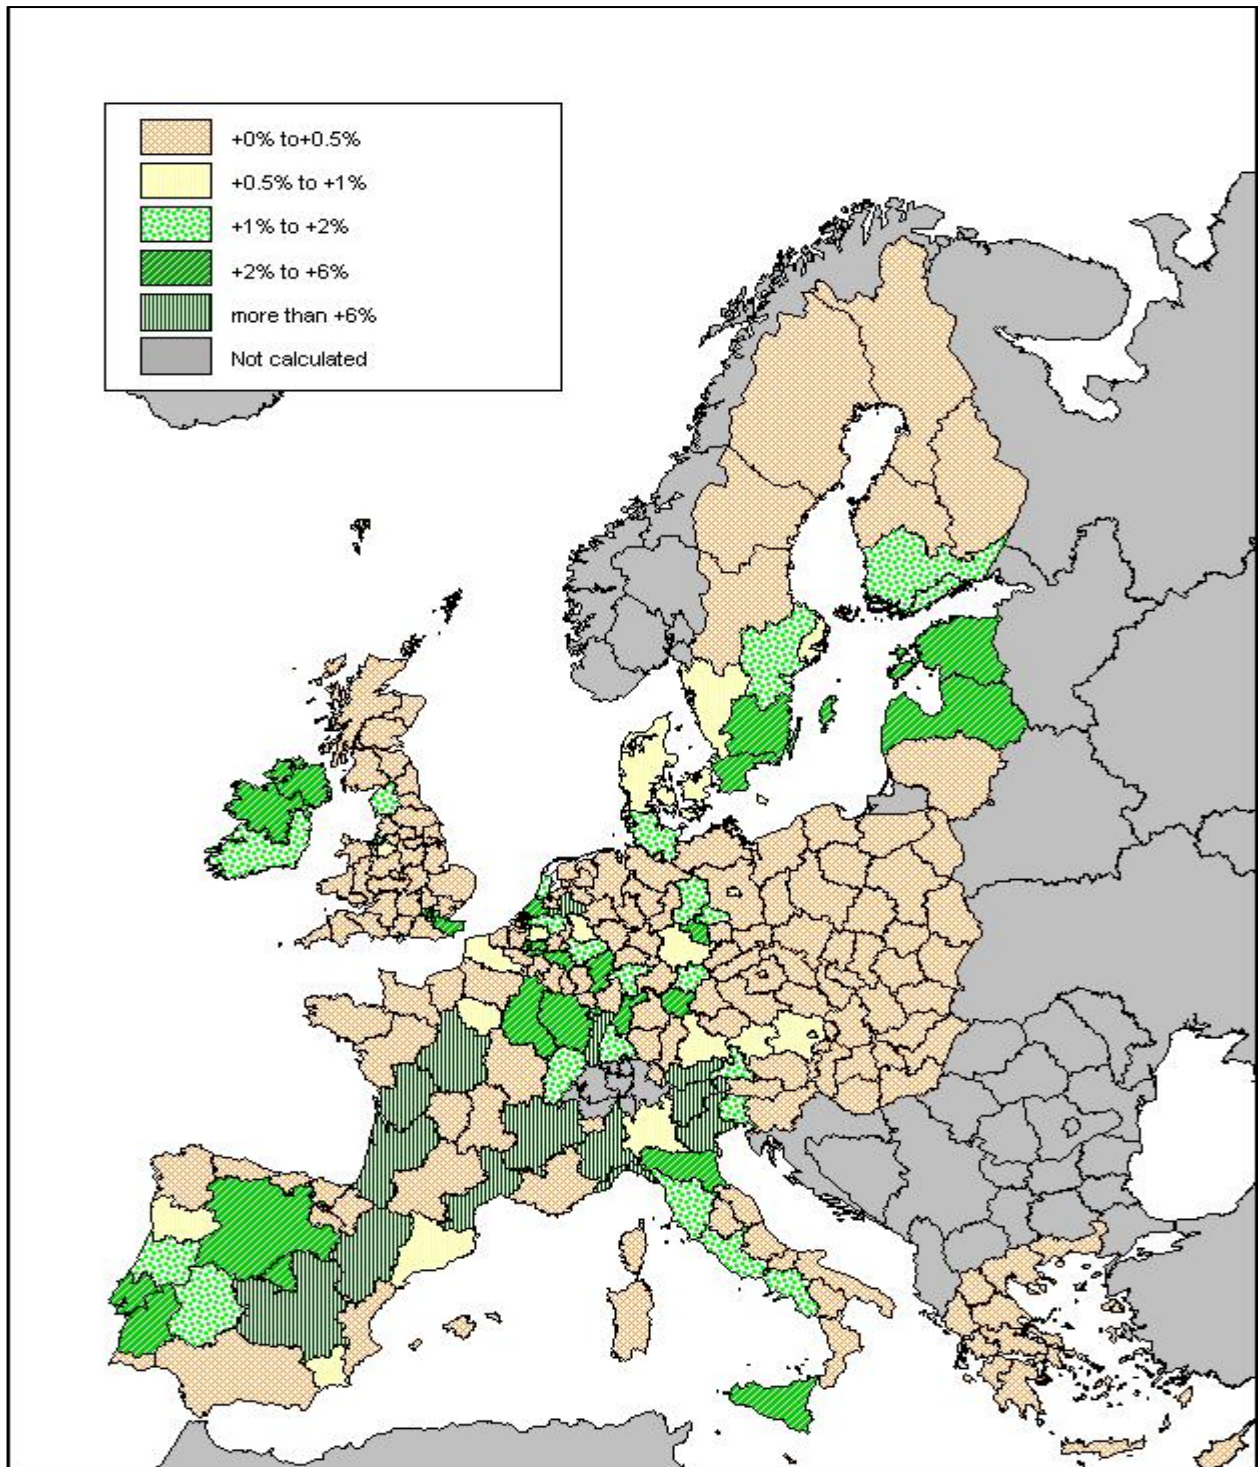 +0% to+0.5%
+0.5% to +1%
+1% to +2%
+2% to +6%
more than +6%
Not calculated